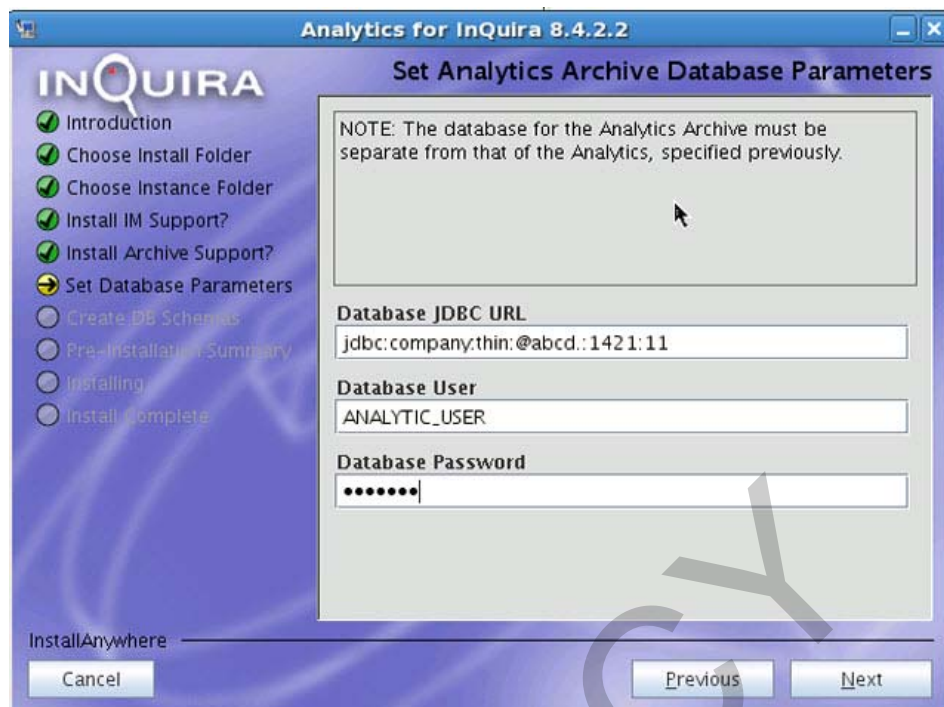 Analytics for InQuira 8.4.2.2
INQUIRA
Set Analytics Archive Database Parameters
Introduction
Choose Install Folder
Choose Instance Folder
Install IM Support?
Install Archive Support?
Set Database Parameters
Create DB Schemas
Pre-Installation Summary
Installing
Install Complete
NOTE: The database for the Analytics Archive must be
separate from that of the Analytics, specified previously.
Database JDBC URL
jdbc:company:thin:@abcd.:1421:11
Database User
ANALYTIC_USER
Database Password
•••••••
InstallAnywhere
Cancel
Previous
Next
CY